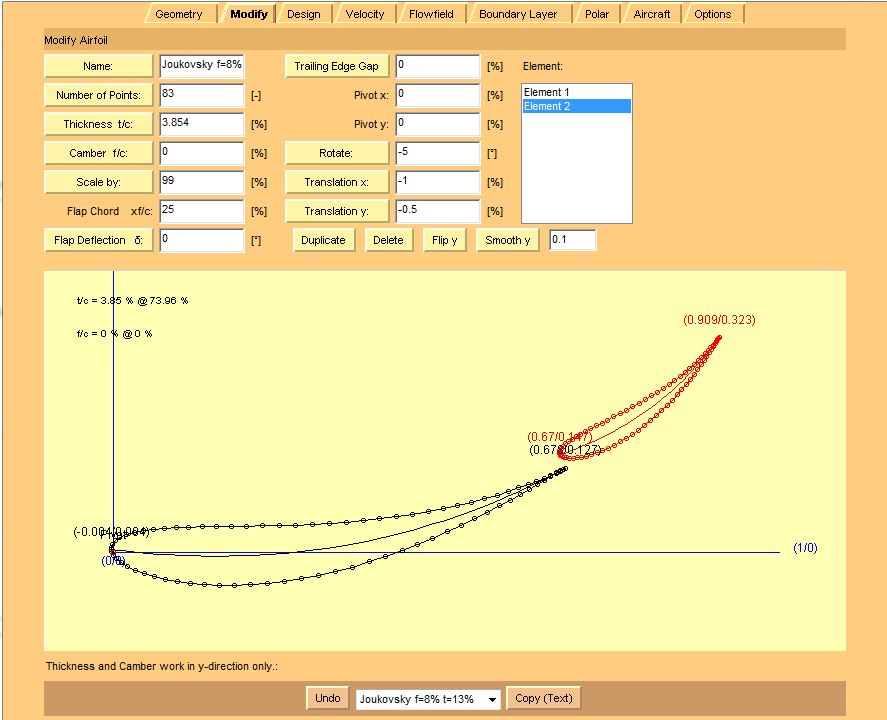 Geometry Modify Design Velocity Flowfield Boundary Layer Polar Aircraft Options
Modify Airfoil
Name: Joukovsky f=8% Trailing Edge Gap 0 [%] Element:
Number of Points: 83 [-] Pivot x: 0 [%] Element 1
Element 2
Thickness t/c: 3.854 [%] Pivot y: 0 [%]
Camber f/c: 0 [%] Rotate: -5 [°]
Scale by: 99 [%] Translation x: -1 [%]
Flap Chord xf/c: 25 [%] Translation y: -0.5 [%]
Flap Deflection δ: 0 [°] Duplicate Delete Flip y Smooth y 0.1
t/c = 3.85 % @ 73.96 %
(0.909/0.323)
f/c = 0 % @ 0 %
(0.67/0.147)
(0.678/0.127)
(-0.004/0.004)
(1/0)
(0/0)
Thickness and Camber work in y-direction only.:
Undo Joukovsky f=8% t=13% Copy (Text)